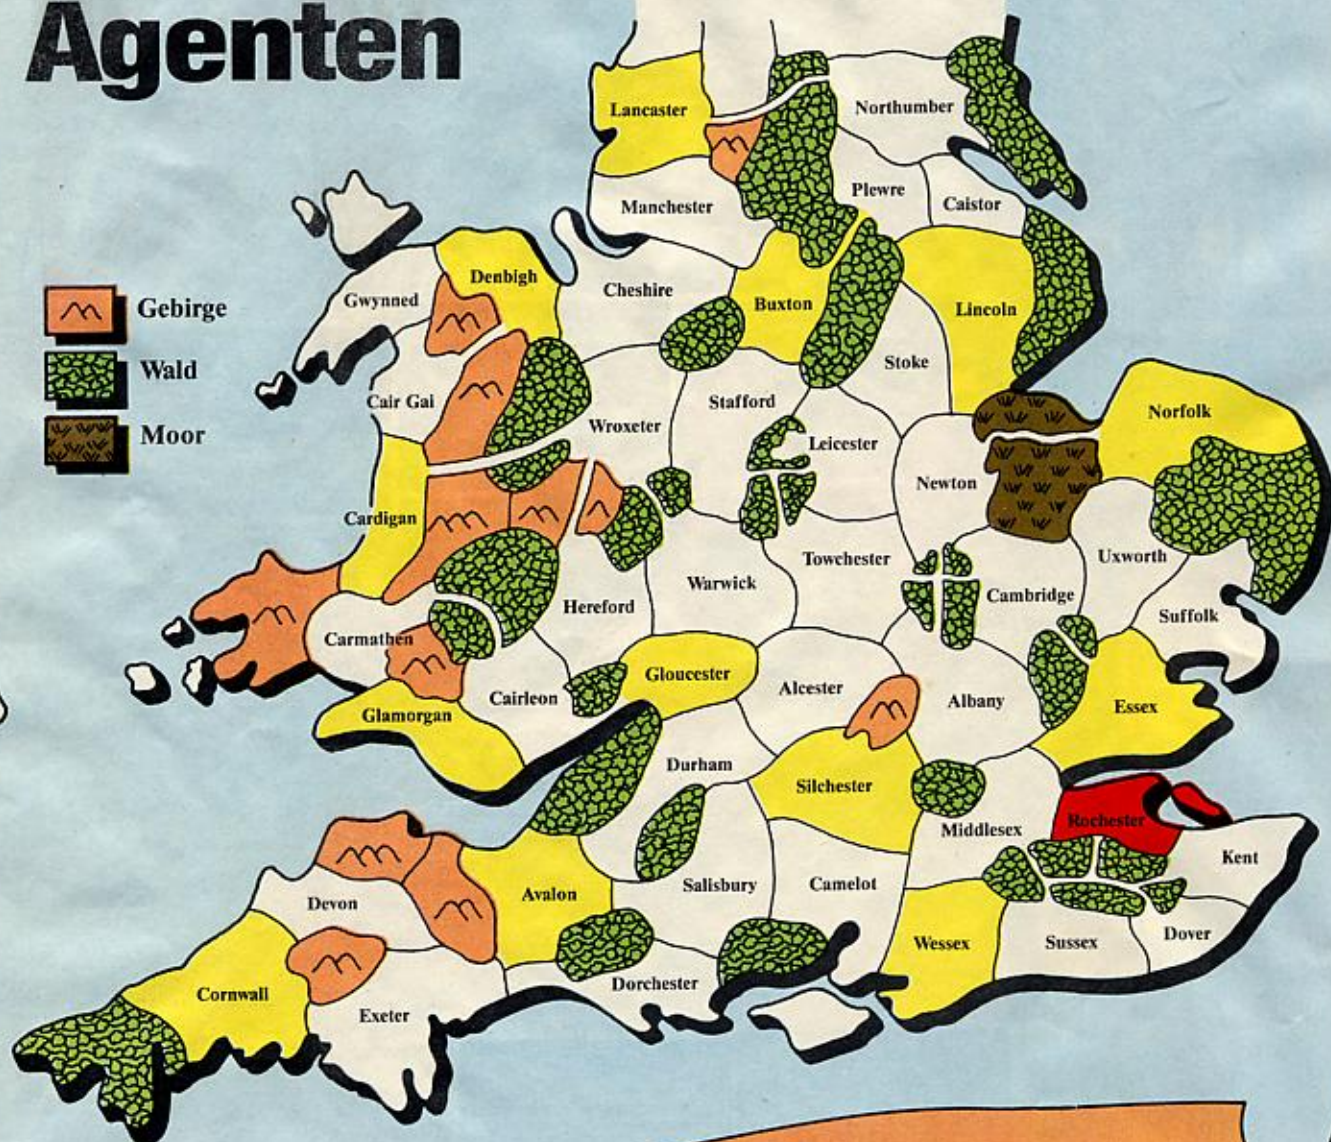 Agenten
Gebirge
Wald
Moor
Lancaster
Northumber
Manchester
Plewre
Caistor
Gwynned
Denbigh
Cheshire
Buxton
Lincoln
Stoke
Cair Gai
Wroxeter
Stafford
Leicester
Norfolk
Newton
Cardigan
Uxworth
Towchester
Warwick
Cambridge
Hereford
Suffolk
Carmathen
Gloucester
Alcester
Albany
Cairleon
Essex
Glamorgan
Durham
Silchester
Rochester
Middlesex
Kent
Salisbury
Camelot
Avalon
Devon
Wessex
Sussex
Dover
Dorchester
Cornwall
Exeter